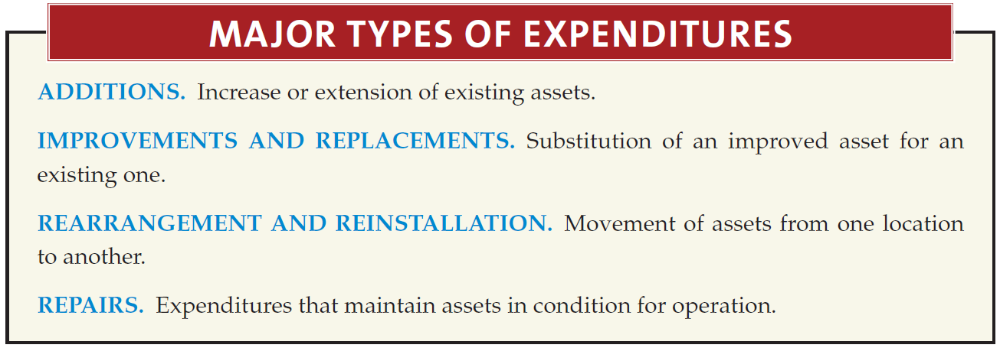 MAJOR TYPES OF EXPENDITURES
ADDITIONS. Increase or extension of existing assets.
IMPROVEMENTS AND REPLACEMENTS. Substitution of an improved asset for an
existing one.
REARRANGEMENT AND REINSTALLATION. Movement of assets from one location
to another.
REPAIRS. Expenditures that maintain assets in condition for operation.